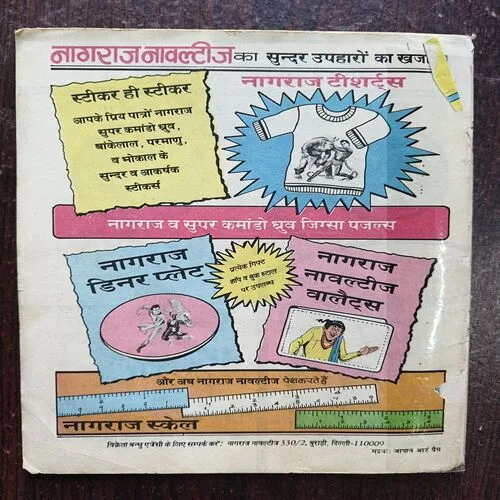 नागराज नावल्टीज का सुन्दर उपहारों का खजा
स्टीकर ही स्टीकर
आपके प्रिय पात्रों नागराज
सुपर कमांडो ध्रुव,
बांकेलाल, परमाणु,
व भोकाल के
सुन्दर व आकर्षक
स्टीकर्स
नागराज टीशर्ट्स
नागराज व सुपर कमांडो ध्रुव जिग्सा पजल्स
नागराज
डिनर प्लेट
प्रत्येक गिफ्ट
शॉप व बुक स्टाल
पर उपलब्ध
नागराज
नावल्टीज
वालैट्स
और अब नागराज नावल्टीज पेश करते हैं
नागराज स्केल
विक्रेता बन्धु एजेंसी के लिए सम्पर्क करें: नागराज नावल्टीज 330/2, बुराड़ी, दिल्ली-110009
मुद्रक: जापान आर्ट प्रैस